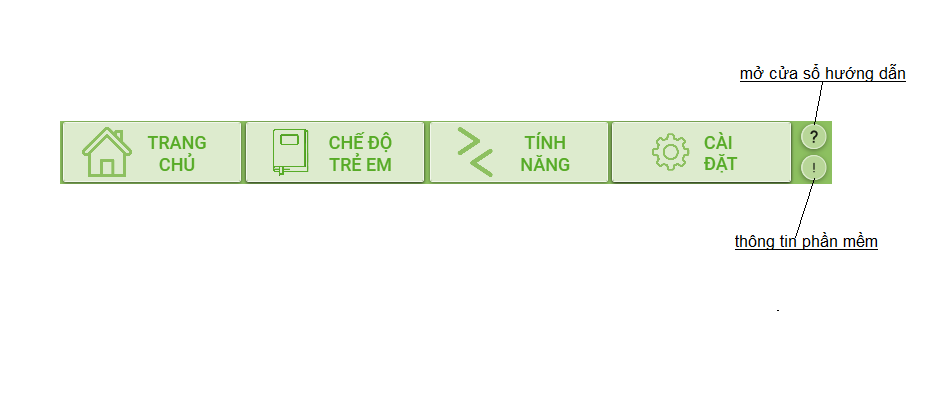 mở cửa sổ hướng dẫn
TRANG
CHỦ
CHẾ ĐỘ
TRẺ EM
TÍNH
NĂNG
CÀI
ĐẶT
?
!
thông tin phần mềm
.